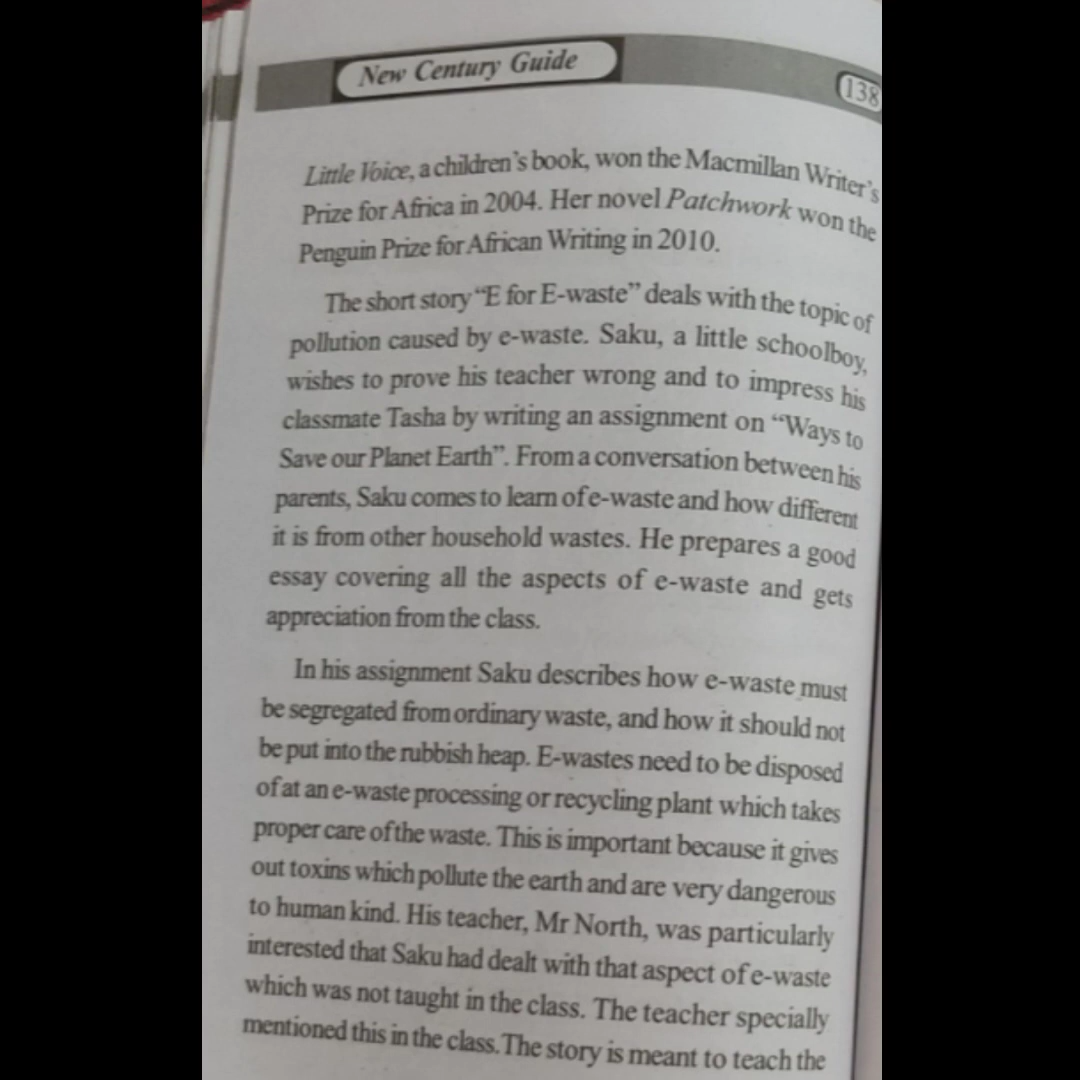 New Century Guide
138
Little Voice, a children's book, won the Macmillan Writer's
Prize for Africa in 2004. Her novel Patchwork won the
Penguin Prize for African Writing in 2010.
The short story “E for E-waste” deals with the topic of
pollution caused by e-waste. Saku, a little schoolboy,
wishes to prove his teacher wrong and to impress his
classmate Tasha by writing an assignment on “Ways to
Save our Planet Earth”. From a conversation between his
parents, Saku comes to learn of e-waste and how different
it is from other household wastes. He prepares a good
essay covering all the aspects of e-waste and gets
appreciation from the class.
In his assignment Saku describes how e-waste must
be segregated from ordinary waste, and how it should not
be put into the rubbish heap. E-wastes need to be disposed
of at an e-waste processing or recycling plant which takes
proper care of the waste. This is important because it gives
out toxins which pollute the earth and are very dangerous
to human kind. His teacher, Mr North, was particularly
interested that Saku had dealt with that aspect of e-waste
which was not taught in the class. The teacher specially
mentioned this in the class. The story is meant to teach the